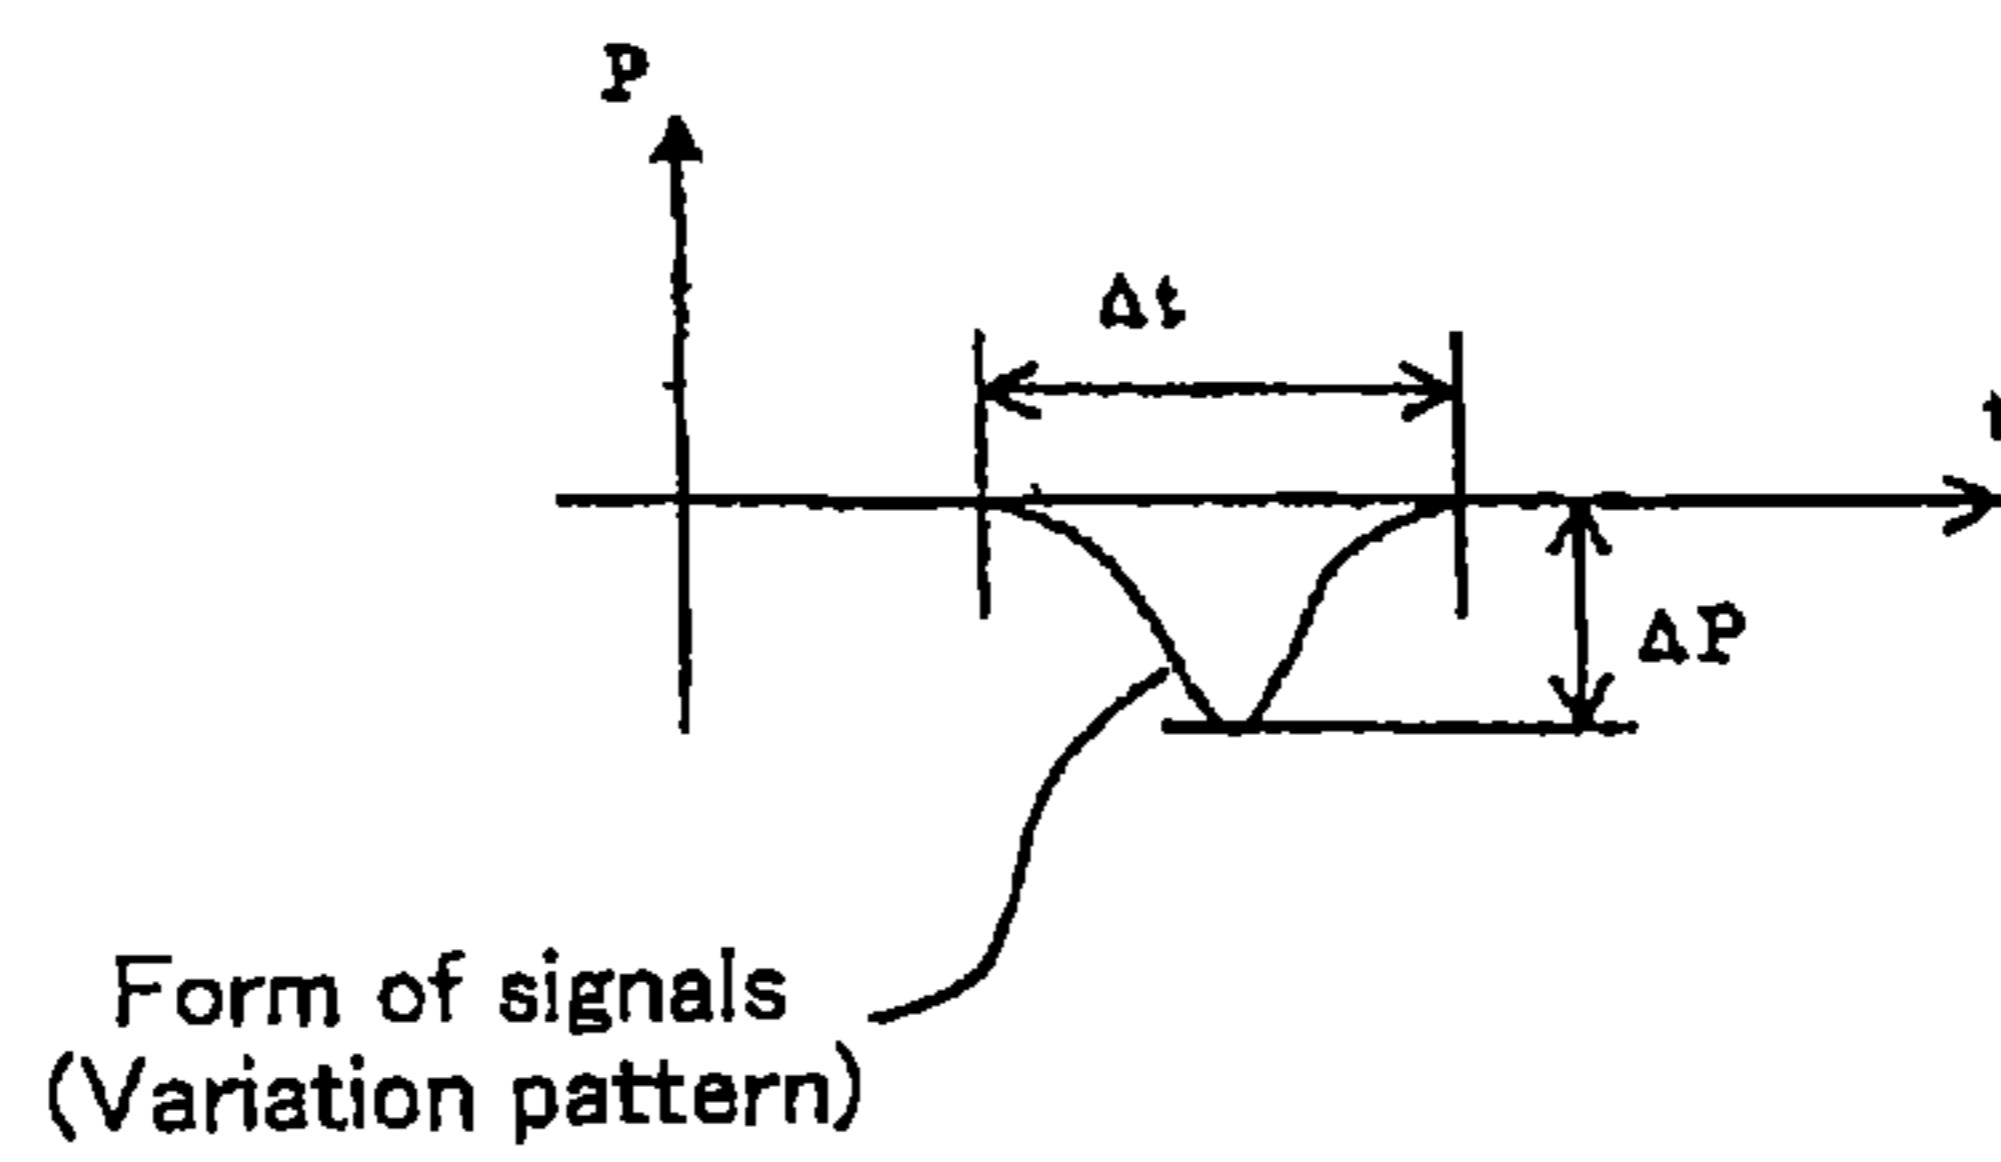 P
Δt
t
ΔP
Form of signals
(Variation pattern)